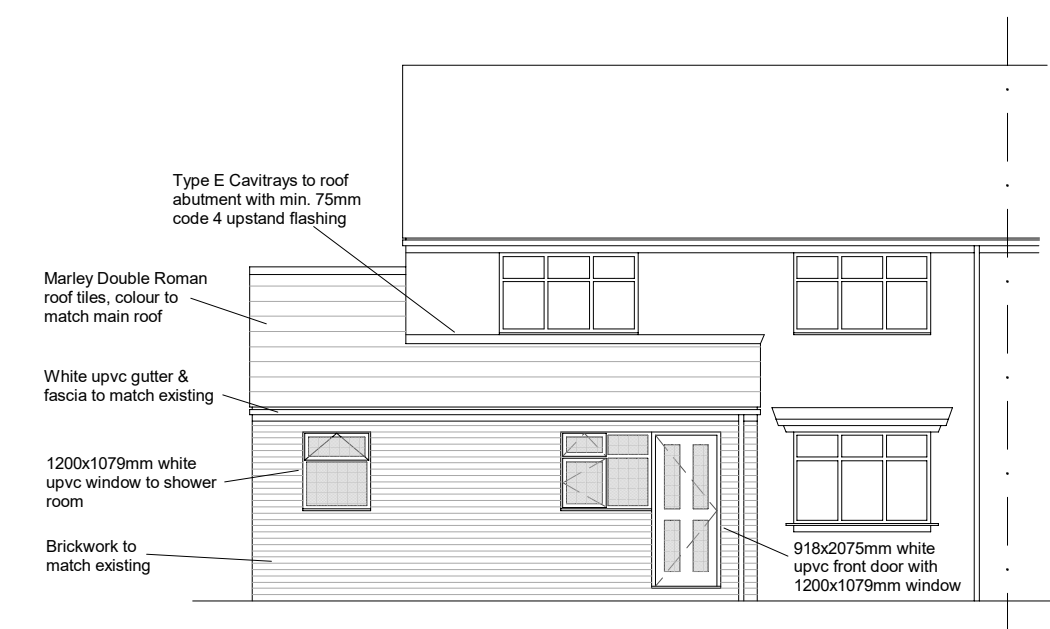 Type E Cavitrays to roof
abutment with min. 75mm
code 4 upstand flashing
Marley Double Roman
roof tiles, colour to
match main roof
White upvc gutter &
fascia to match existing
1200x1079mm white
upvc window to shower
room
Brickwork to
match existing
918x2075mm white
upvc front door with
1200x1079mm window